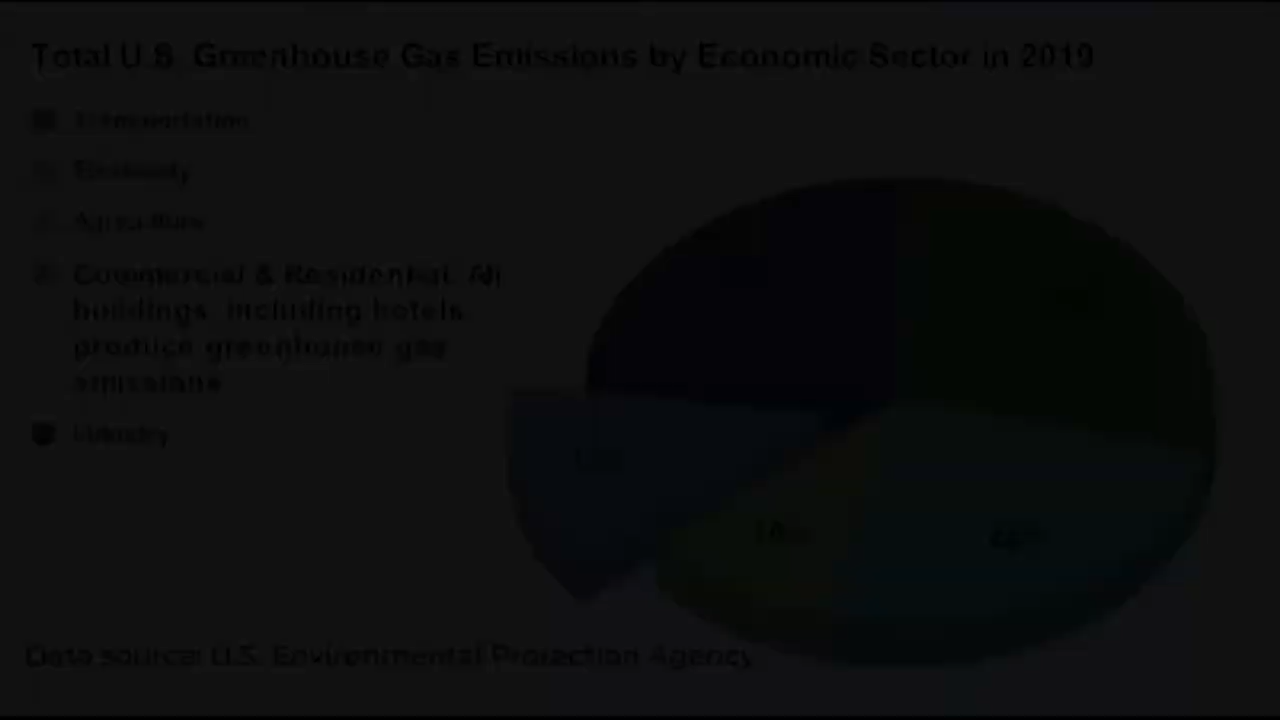 Total U.S. Greenhouse Gas Emissions by Economic Sector in 2019
Transportation
Electricity
Agriculture
Commercial & Residential. All
buildings, including hotels,
produce greenhouse gas
emissions
Industry
10%
Data source: U.S. Environmental Protection Agency